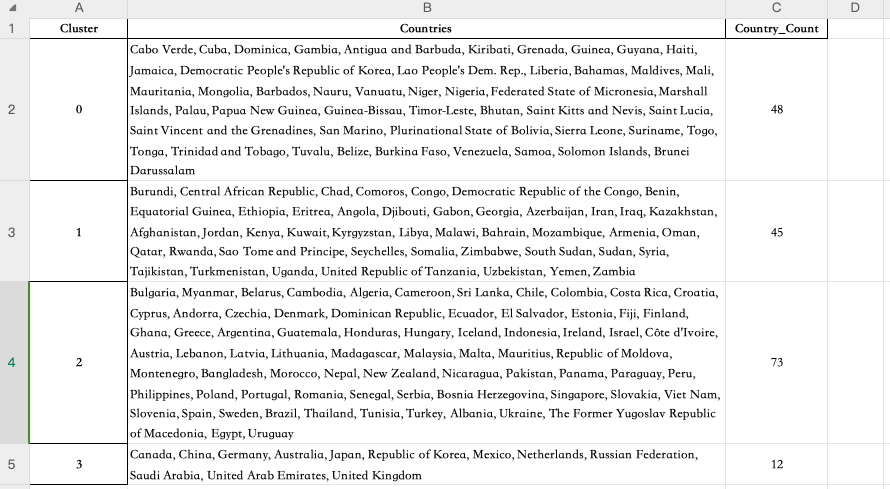 A B C D
1 Cluster Countries Country_Count
Cabo Verde, Cuba, Dominica, Gambia, Antigua and Barbuda, Kiribati, Grenada, Guinea, Guyana, Haiti,
Jamaica, Democratic People's Republic of Korea, Lao People's Dem. Rep., Liberia, Bahamas, Maldives, Mali,
Mauritania, Mongolia, Barbados, Nauru, Vanuatu, Niger, Nigeria, Federated State of Micronesia, Marshall
2 0 Islands, Palau, Papua New Guinea, Guinea-Bissau, Timor-Leste, Bhutan, Saint Kitts and Nevis, Saint Lucia, 48
Saint Vincent and the Grenadines, San Marino, Plurinational State of Bolivia, Sierra Leone, Suriname, Togo,
Tonga, Trinidad and Tobago, Tuvalu, Belize, Burkina Faso, Venezuela, Samoa, Solomon Islands, Brunei
Darussalam
Burundi, Central African Republic, Chad, Comoros, Congo, Democratic Republic of the Congo, Benin,
Equatorial Guinea, Ethiopia, Eritrea, Angola, Djibouti, Gabon, Georgia, Azerbaijan, Iran, Iraq, Kazakhstan,
3 1 Afghanistan, Jordan, Kenya, Kuwait, Kyrgyzstan, Libya, Malawi, Bahrain, Mozambique, Armenia, Oman, 45
Qatar, Rwanda, Sao Tome and Principe, Seychelles, Somalia, Zimbabwe, South Sudan, Sudan, Syria,
Tajikistan, Turkmenistan, Uganda, United Republic of Tanzania, Uzbekistan, Yemen, Zambia
Bulgaria, Myanmar, Belarus, Cambodia, Algeria, Cameroon, Sri Lanka, Chile, Colombia, Costa Rica, Croatia,
Cyprus, Andorra, Czechia, Denmark, Dominican Republic, Ecuador, El Salvador, Estonia, Fiji, Finland,
Ghana, Greece, Argentina, Guatemala, Honduras, Hungary, Iceland, Indonesia, Ireland, Israel, Côte d'Ivoire,
4 2 Austria, Lebanon, Latvia, Lithuania, Madagascar, Malaysia, Malta, Mauritius, Republic of Moldova, 73
Montenegro, Bangladesh, Morocco, Nepal, New Zealand, Nicaragua, Pakistan, Panama, Paraguay, Peru,
Philippines, Poland, Portugal, Romania, Senegal, Serbia, Bosnia Herzegovina, Singapore, Slovakia, Viet Nam,
Slovenia, Spain, Sweden, Brazil, Thailand, Tunisia, Turkey, Albania, Ukraine, The Former Yugoslav Republic
of Macedonia, Egypt, Uruguay
5 3 Canada, China, Germany, Australia, Japan, Republic of Korea, Mexico, Netherlands, Russian Federation, 12
Saudi Arabia, United Arab Emirates, United Kingdom